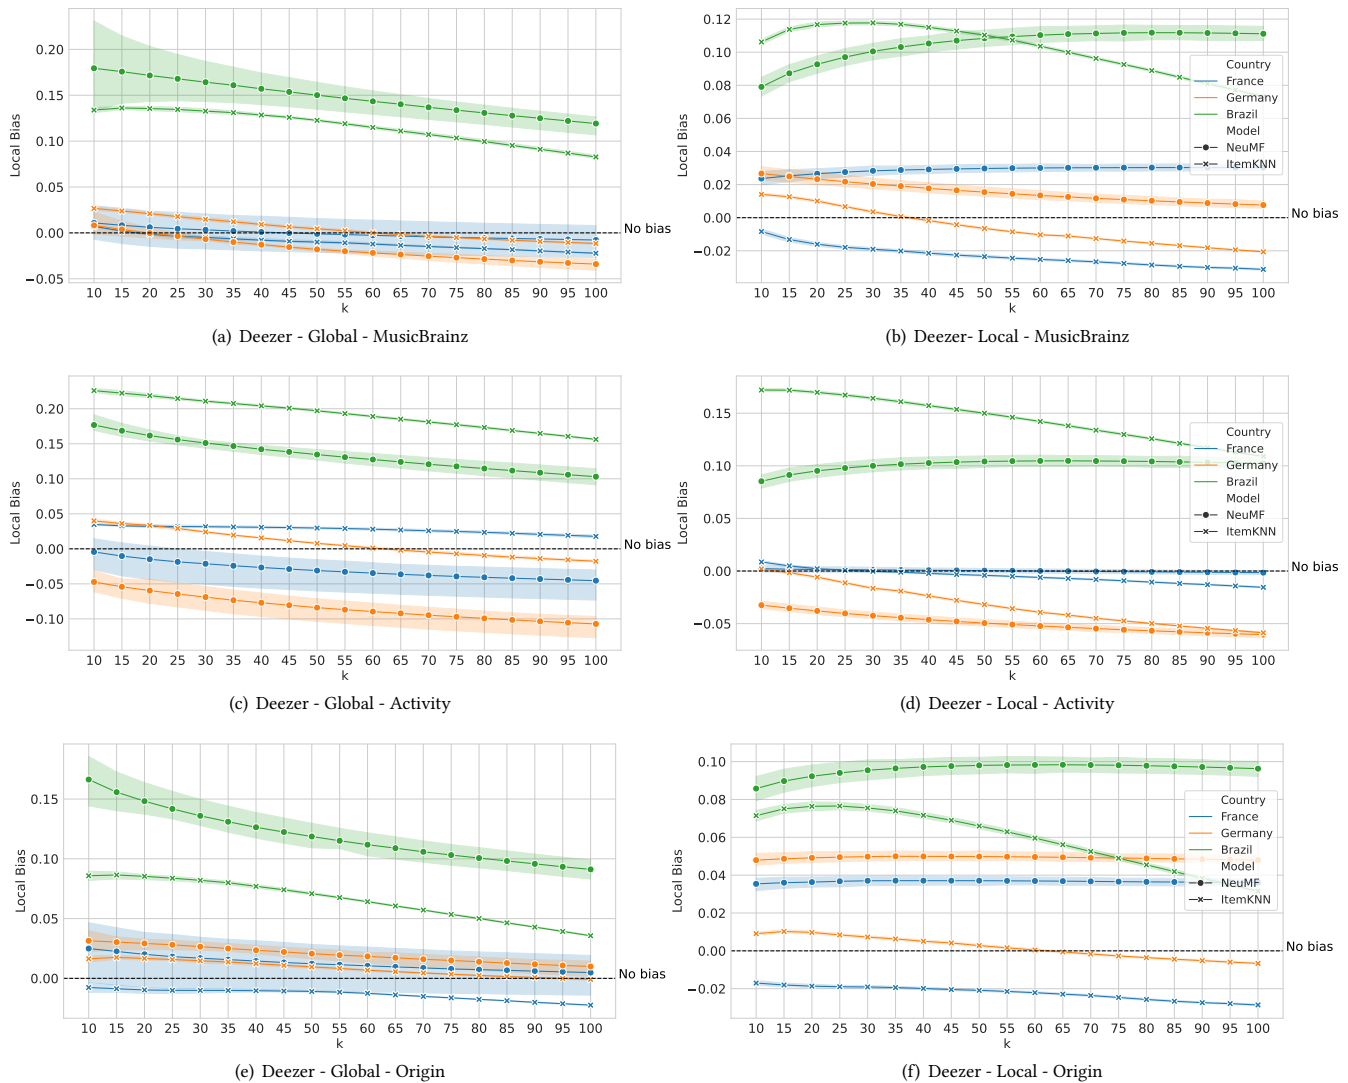 0.20
0.15
0.10
0.05
0.00
−0.05
Local Bias
No bias
10 15 20 25 30 35 40 45 50 55 60 65 70 75 80 85 90 95 100
k
(a) Deezer - Global - MusicBrainz
0.12
0.10
0.08
0.06
0.04
0.02
0.00
−0.02
Local Bias
Country
France
Germany
Brazil
Model
NeuMF
ItemKNN
No bias
10 15 20 25 30 35 40 45 50 55 60 65 70 75 80 85 90 95 100
k
(b) Deezer- Local - MusicBrainz
0.20
0.15
0.10
0.05
0.00
−0.05
−0.10
Local Bias
No bias
10 15 20 25 30 35 40 45 50 55 60 65 70 75 80 85 90 95 100
k
(c) Deezer - Global - Activity
0.15
0.10
0.05
0.00
−0.05
Local Bias
Country
France
Germany
Brazil
Model
NeuMF
ItemKNN
No bias
10 15 20 25 30 35 40 45 50 55 60 65 70 75 80 85 90 95 100
k
(d) Deezer - Local - Activity
0.15
0.10
0.05
0.00
Local Bias
No bias
10 15 20 25 30 35 40 45 50 55 60 65 70 75 80 85 90 95 100
k
(e) Deezer - Global - Origin
0.10
0.08
0.06
0.04
0.02
0.00
−0.02
Local Bias
Country
France
Germany
Brazil
Model
NeuMF
ItemKNN
No bias
10 15 20 25 30 35 40 45 50 55 60 65 70 75 80 85 90 95 100
k
(f) Deezer - Local - Origin